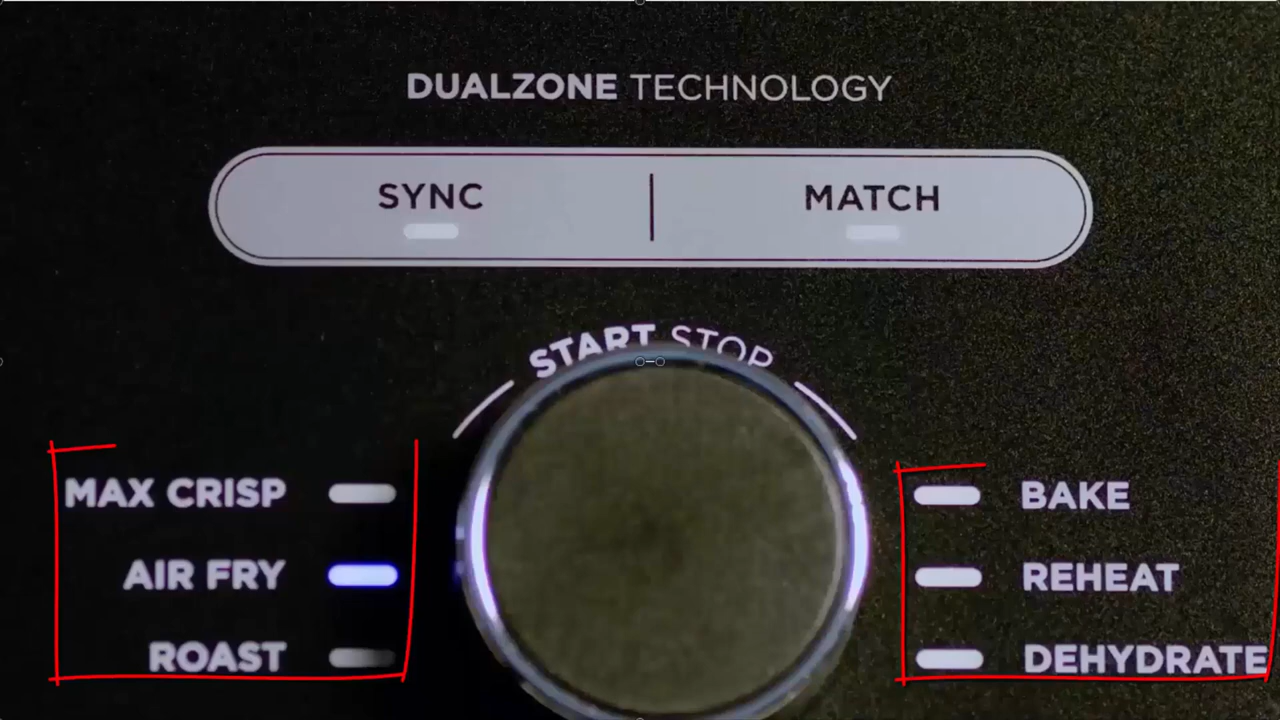 DUALZONE TECHNOLOGY
SYNC MATCH
START STOP
MAX CRISP BAKE
AIR FRY REHEAT
ROAST DEHYDRATE